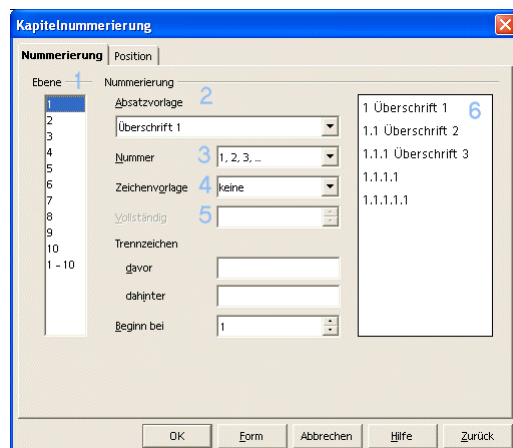 Kapitelnummerierung
Nummerierung Position
Ebene 1 Nummerierung
Absatzvorlage 2
Überschrift 1
Nummer 3 1, 2, 3, ...
Zeichenvorlage 4 keine
Vollständig 5
Trennzeichen
davor
dahinter
Beginn bei 1
1
2
3
4
5
6
7
8
9
10
1 - 10
1 Überschrift 1 6
1.1 Überschrift 2
1.1.1 Überschrift 3
1.1.1.1
1.1.1.1.1
OK Form Abbrechen Hilfe Zurück